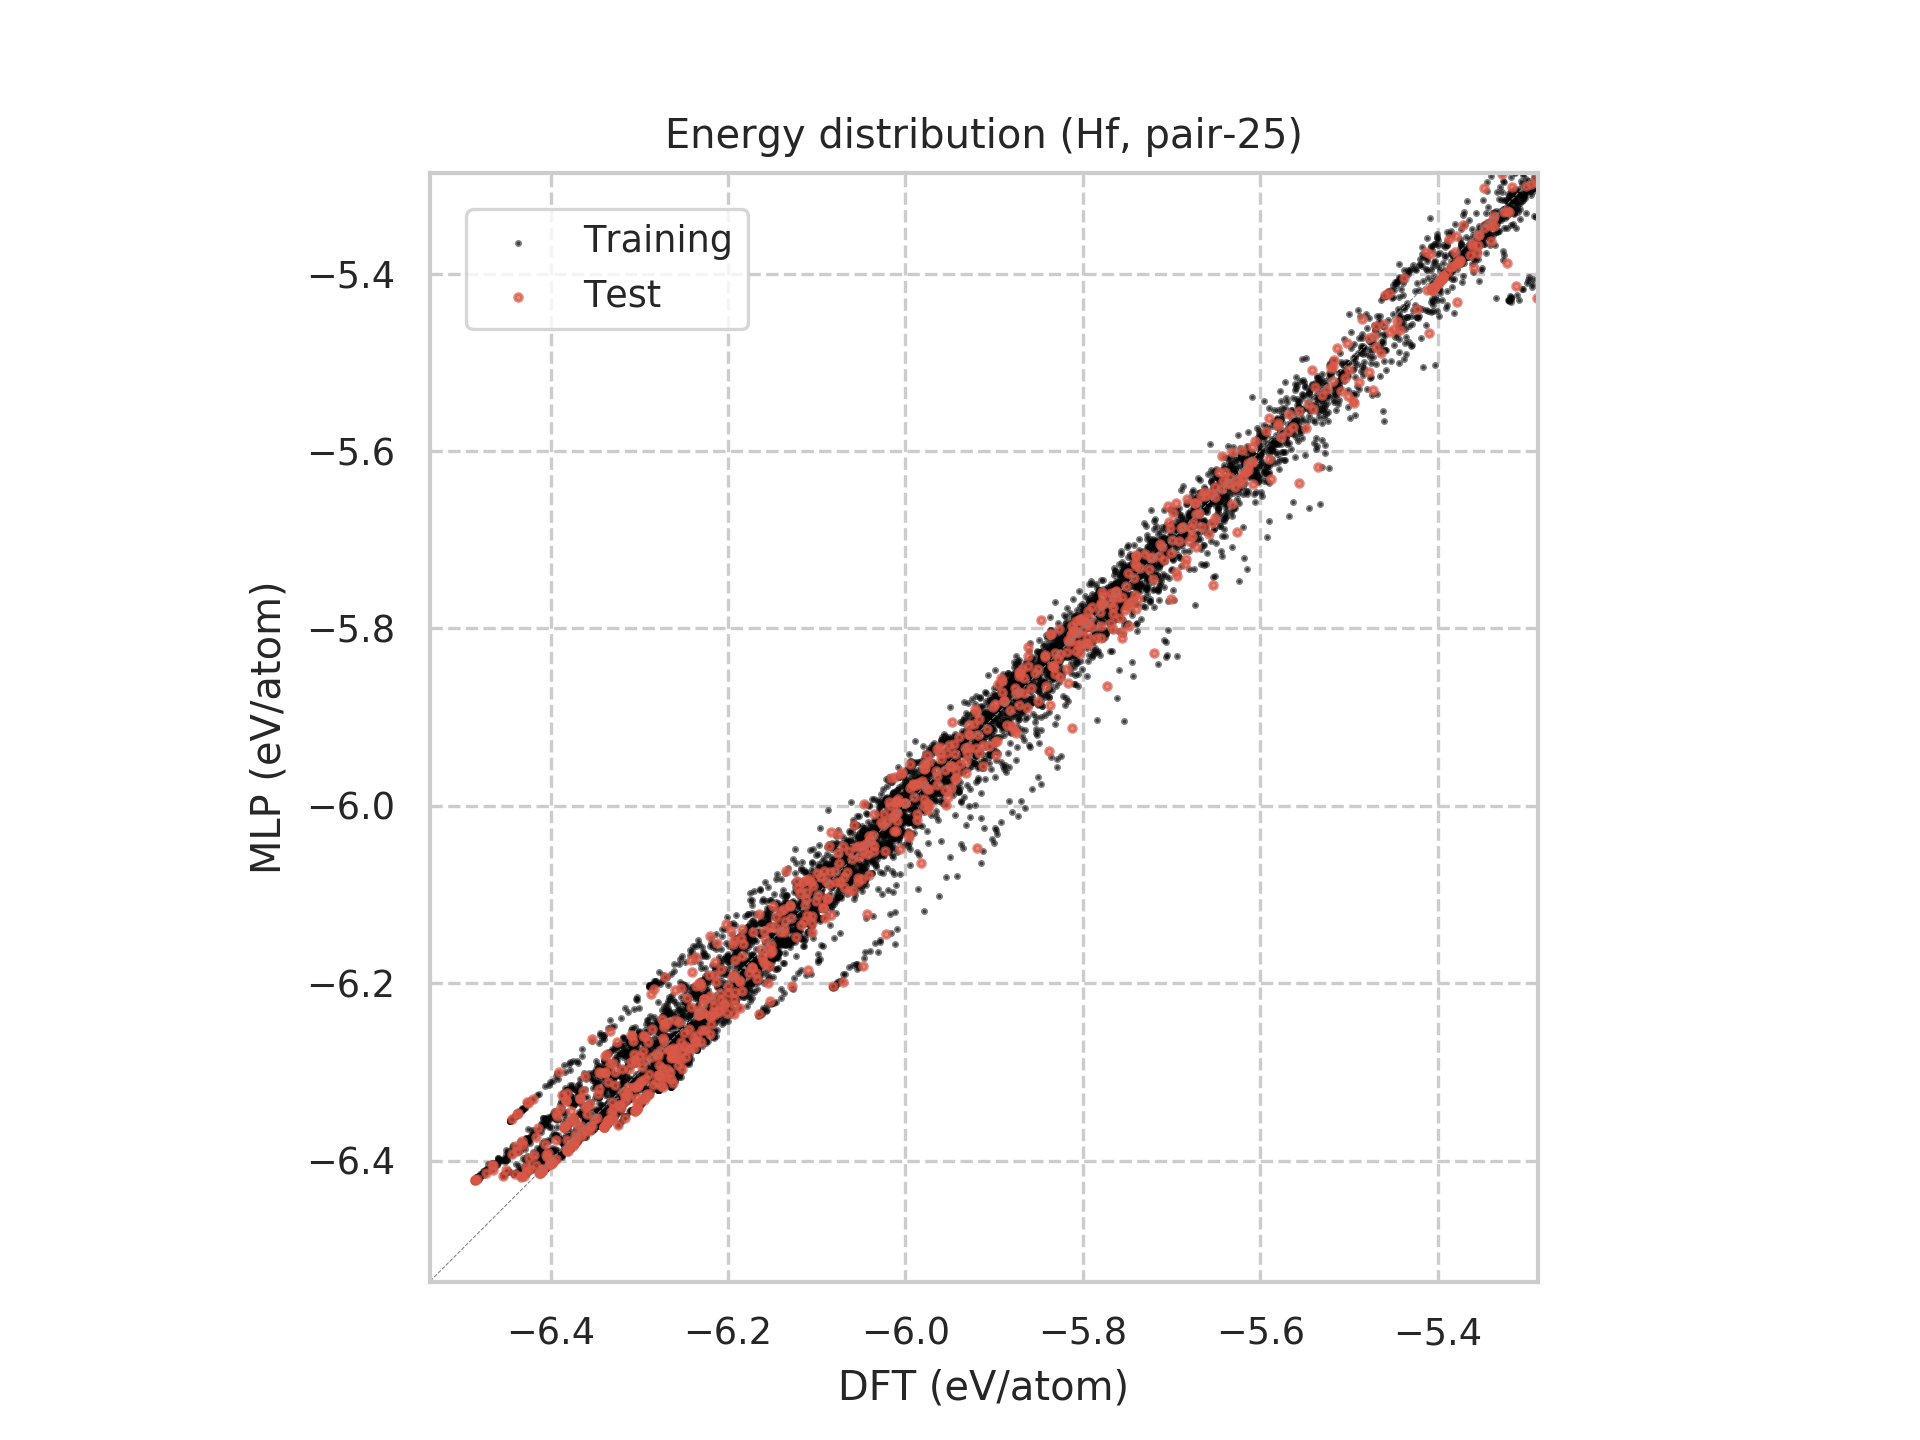 Energy distribution (Hf, pair-25)
Training
Test
−5.4
−5.6
−5.8
−6.0
−6.2
−6.4
MLP (eV/atom)
−6.4 −6.2 −6.0 −5.8 −5.6 −5.4
DFT (eV/atom)